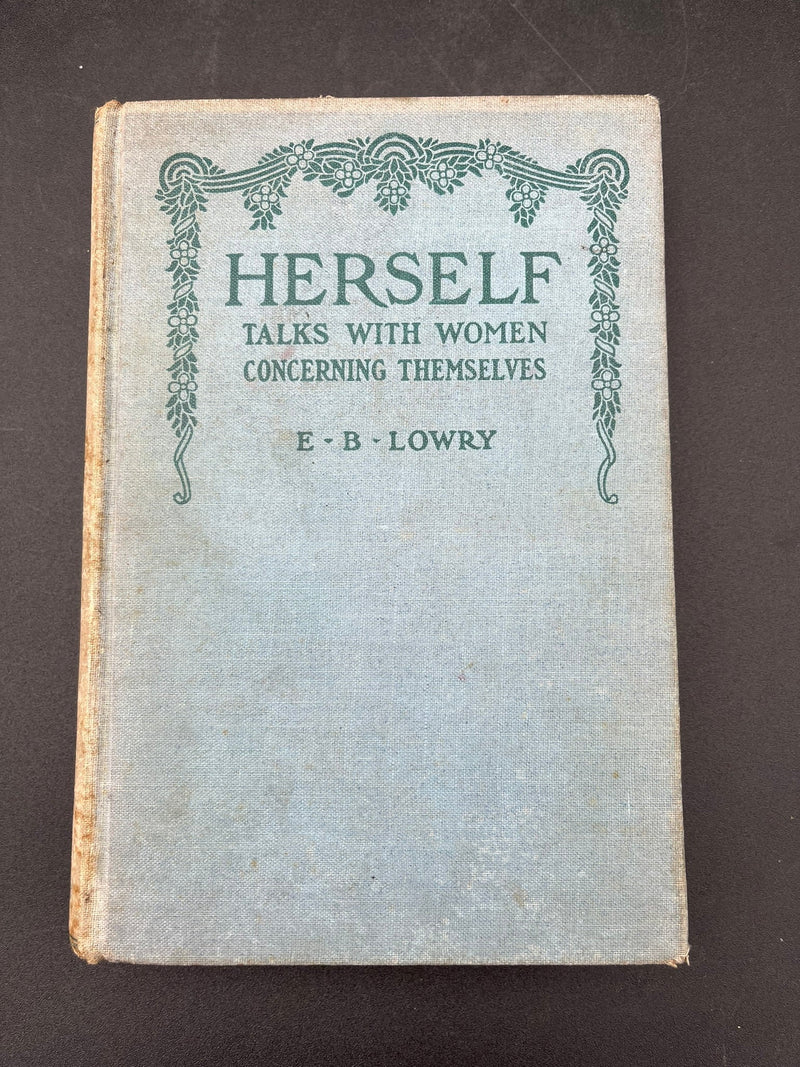 HERSELF
TALKS WITH WOMEN
CONCERNING THEMSELVES
E - B - LOWRY